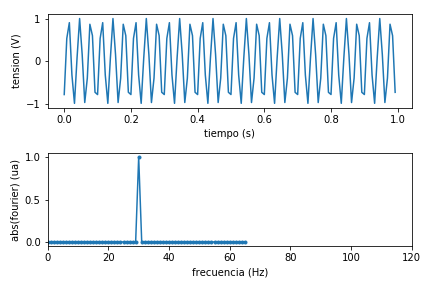 1
0
−1
tension (V)
0.0 0.2 0.4 0.6 0.8 1.0
tiempo (s)
1.0
0.5
0.0
abs(fourier) (ua)
0 20 40 60 80 100 120
frecuencia (Hz)